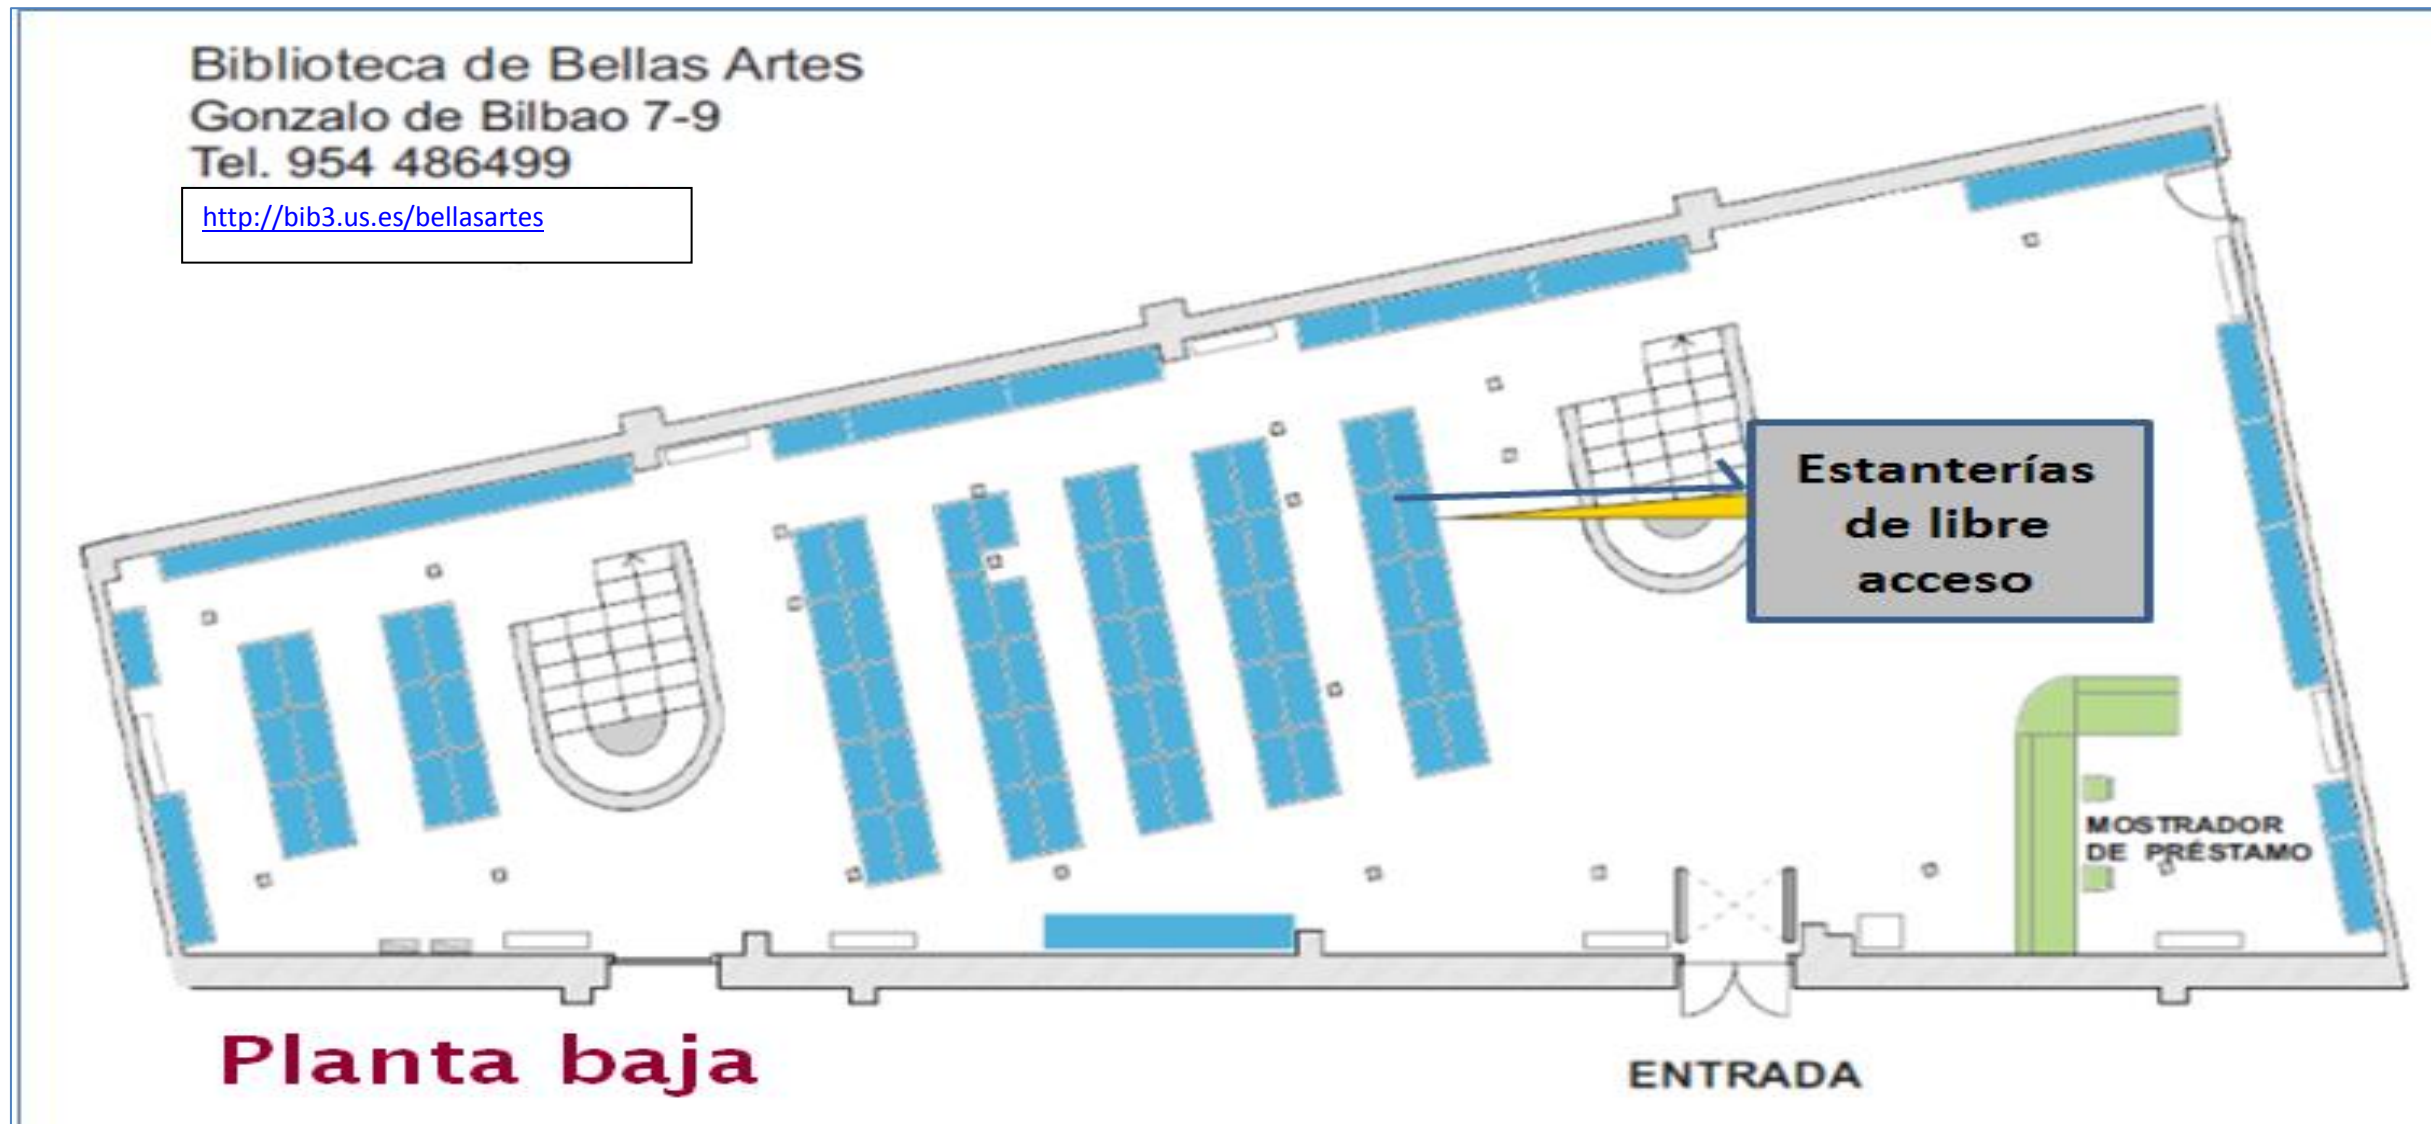 Biblioteca de Bellas Artes
Gonzalo de Bilbao 7-9
Tel. 954 486499
http://bib3.us.es/bellasartes
Estanterías
de libre
acceso
MOSTRADOR
DE PRÉSTAMO
Planta baja
ENTRADA